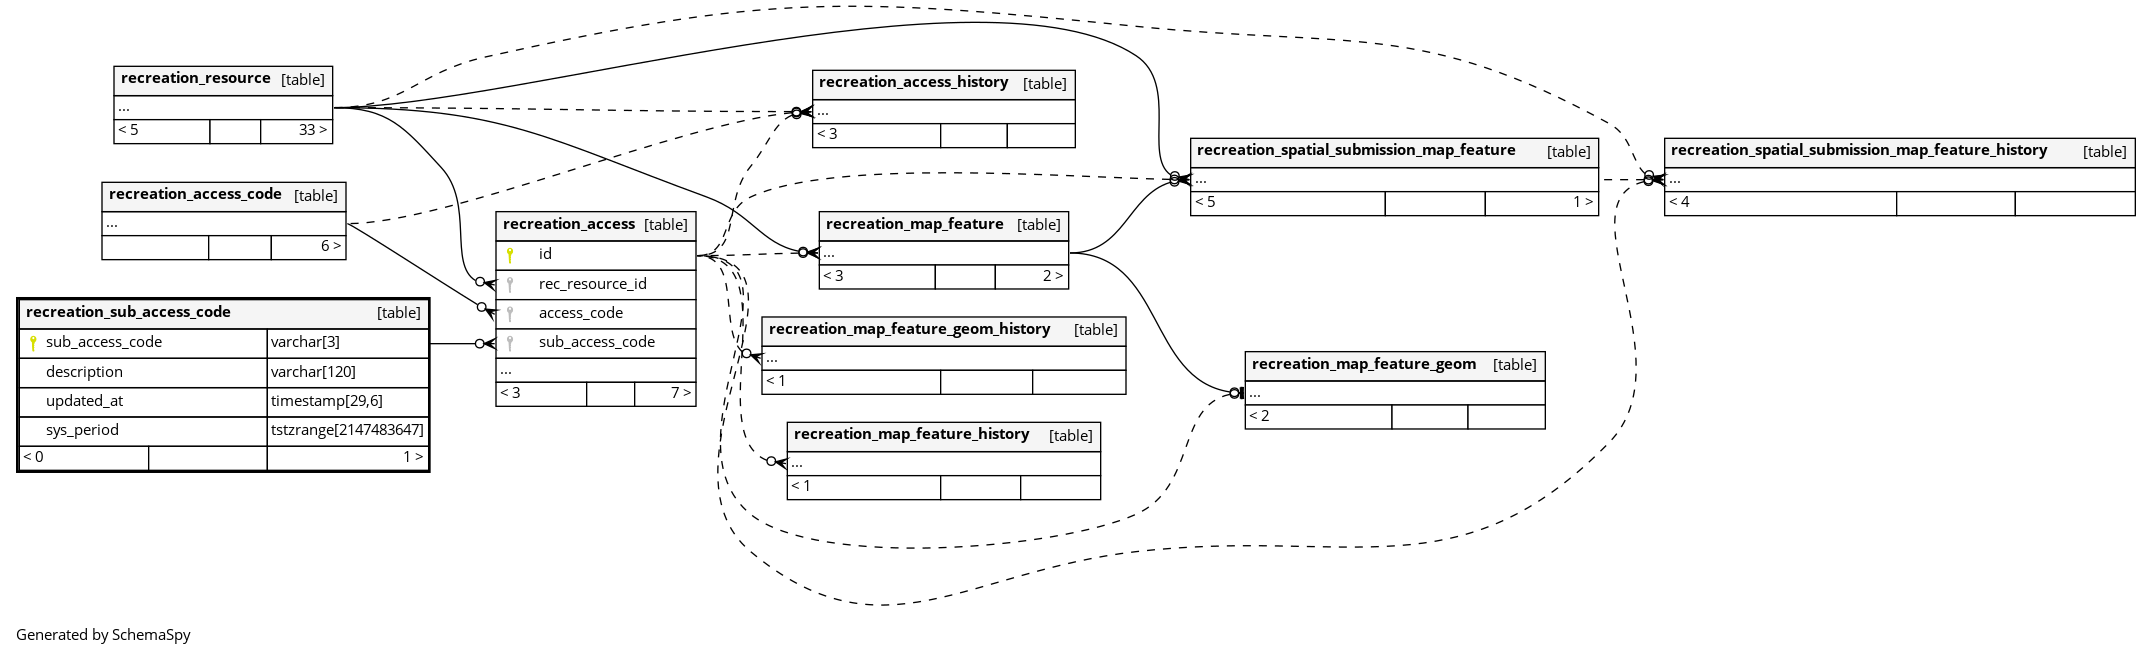 recreation_resource [table]
...
< 5 33 >
recreation_access_code [table]
...
6 >
recreation_sub_access_code [table]
sub_access_code varchar[3]
description varchar[120]
updated_at timestamp[29,6]
sys_period tstzrange[2147483647]
< 0 1 >
recreation_access [table]
id
rec_resource_id
access_code
sub_access_code
...
< 3 7 >
recreation_access_history [table]
...
< 3
recreation_map_feature [table]
...
< 3 2 >
recreation_map_feature_geom_history [table]
...
< 1
recreation_map_feature_history [table]
...
< 1
recreation_spatial_submission_map_feature [table]
...
< 5 1 >
recreation_map_feature_geom [table]
...
< 2
recreation_spatial_submission_map_feature_history [table]
...
< 4
Generated by SchemaSpy